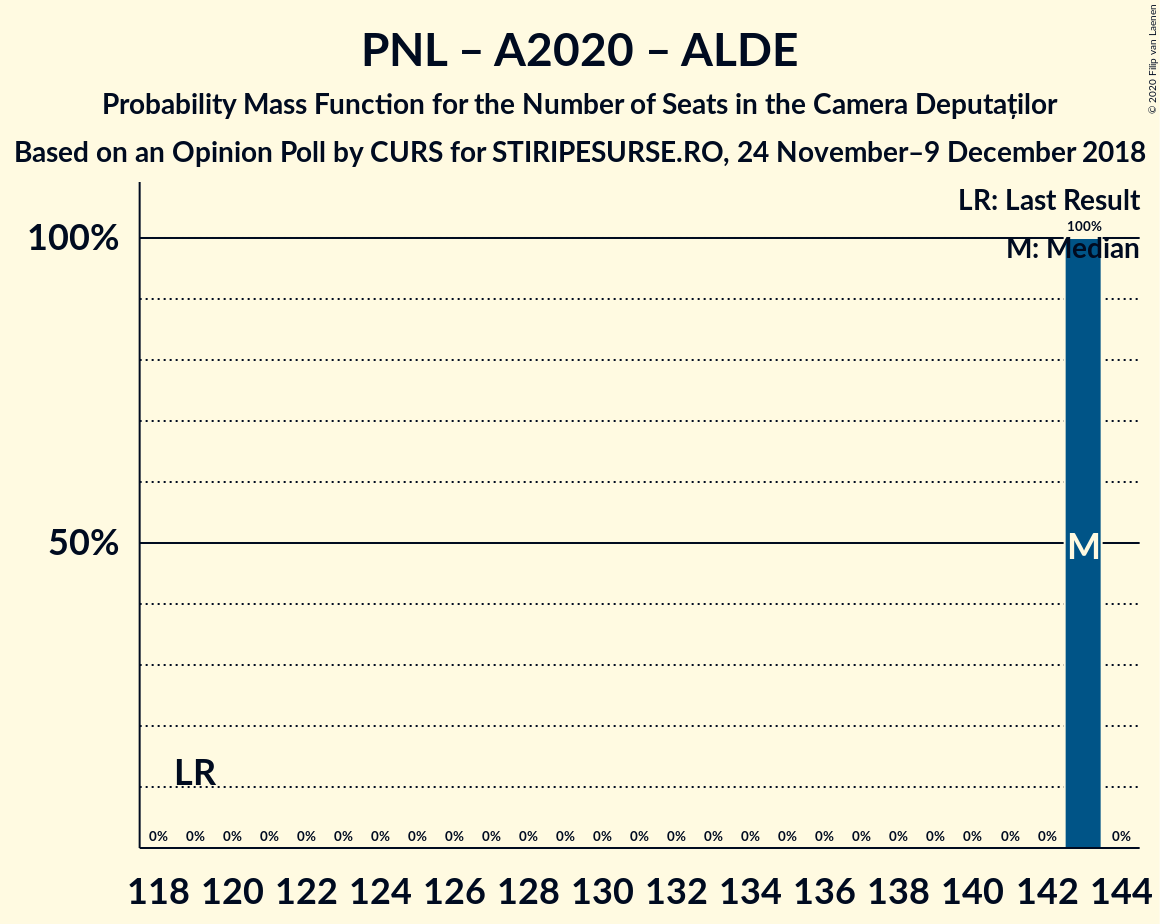 PNL – A2020 – ALDE
Probability Mass Function for the Number of Seats in the Camera Deputaților
Based on an Opinion Poll by CURS for STIRIPESURSE.RO, 24 November–9 December 2018
© 2020 Filip van Laenen
LR: Last Result
100%
100%
M: Median
50%
M
LR
0% 0% 0% 0% 0% 0% 0% 0% 0% 0% 0% 0% 0% 0% 0% 0% 0% 0% 0% 0% 0% 0% 0% 0% 0% 0%
118 120 122 124 126 128 130 132 134 136 138 140 142 144